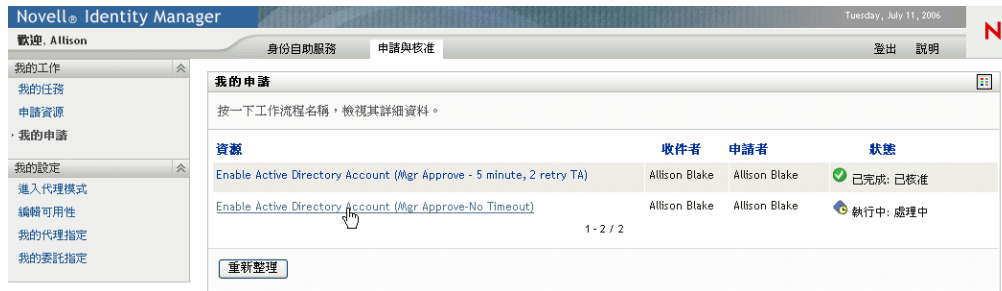 Novell® Identity Manager
Tuesday, July 11, 2006
N
歡迎, Allison
身份自助服務 申請與核准 登出 說明
我的工作
我的任務
申請資源
·我的申請
我的設定
進入代理模式
編輯可用性
我的代理指定
我的委託指定
我的申請
按一下工作流程名稱，檢視其詳細資料。
資源 收件者 申請者 狀態
Enable Active Directory Account (Mgr Approve - 5 minute, 2 retry TA) Allison Blake Allison Blake 已完成: 已核准
Enable Active Directory Account (Mgr Approve-No Timeout) Allison Blake Allison Blake 執行中: 處理中
1 - 2 / 2
重新整理